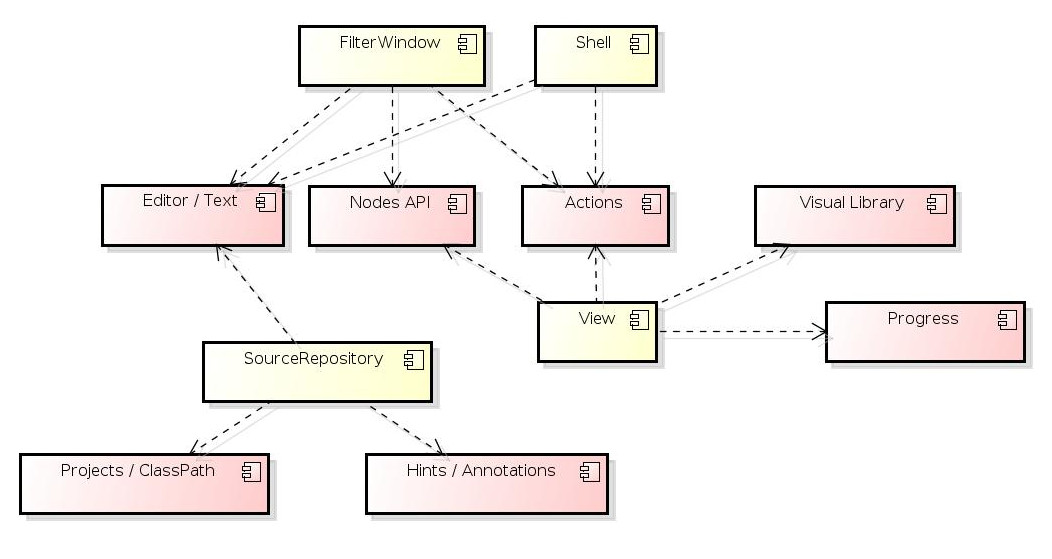 FilterWindow
Shell
Editor / Text
Nodes API
Actions
Visual Library
View
Progress
SourceRepository
Projects / ClassPath
Hints / Annotations